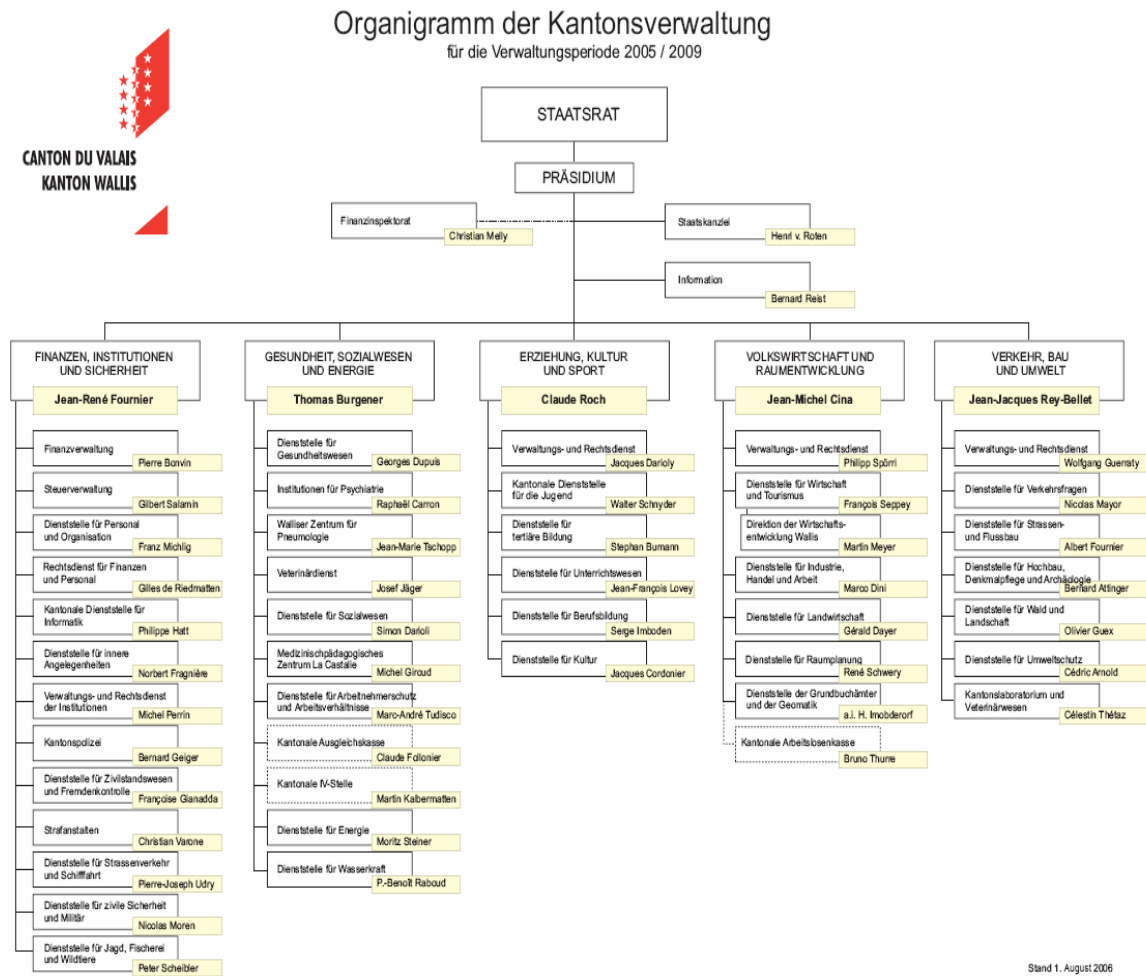 Organigramm der Kantonsverwaltung
für die Verwaltungsperiode 2005 / 2009
CANTON DU VALAIS
KANTON WALLIS
STAATSRAT
PRÄSIDIUM
Finanzinspektorat
Christian Melly
Staatskanzlei
Henri v. Roten
Information
Bernard Reist
FINANZEN, INSTITUTIONEN
UND SICHERHEIT
Jean-René Fournier
Finanzverwaltung
Pierre Bonvin
Steuerverwaltung
Gilbert Salamin
Dienststelle für Personal
und Organisation
Franz Michlig
Rechtsdienst für Finanzen
und Personal
Gilles de Riedmatten
Kantonale Dienststelle für
Informatik
Philippe Hatt
Dienststelle für innere
Angelegenheiten
Norbert Fragnière
Verwaltungs- und Rechtsdienst
der Institutionen
Michel Perrin
Kantonspolizei
Bernard Geiger
Dienststelle für Zivilstandswesen
und Fremdenkontrolle
Françoise Gianadda
Strafanstalten
Christian Varone
Dienststelle für Strassenverkehr
und Schifffahrt
Pierre-Joseph Udry
Dienststelle für zivile Sicherheit
und Militär
Nicolas Moren
Dienststelle für Jagd, Fischerei
und Wildtiere
Peter Scheibler
GESUNDHEIT, SOZIALWESEN
UND ENERGIE
Thomas Burgener
Dienststelle für
Gesundheitswesen
Georges Dupuis
Institutionen für Psychiatrie
Raphaël Carron
Walliser Zentrum für
Pneumologie
Jean-Marie Tschopp
Veterinärdienst
Josef Jäger
Dienststelle für Sozialwesen
Simon Darioli
Medizinischpädagogisches
Zentrum La Castalie
Michel Giroud
Dienststelle für Arbeitnehmerschutz
und Arbeitsverhältnisse
Marc-André Tudisco
Kantonale Ausgleichskasse
Claude Follonier
Kantonale IV-Stelle
Martin Kalbermatten
Dienststelle für Energie
Moritz Steiner
Dienststelle für Wasserkraft
P.-Benoît Raboud
ERZIEHUNG, KULTUR
UND SPORT
Claude Roch
Verwaltungs- und Rechtsdienst
Jacques Darioly
Kantonale Dienststelle
für die Jugend
Walter Schnyder
Dienststelle für
tertiäre Bildung
Stephan Bumann
Dienststelle für Unterrichtswesen
Jean-François Lovey
Dienststelle für Berufsbildung
Serge Imboden
Dienststelle für Kultur
Jacques Cordonier
VOLKSWIRTSCHAFT UND
RAUMENTWICKLUNG
Jean-Michel Cina
Verwaltungs- und Rechtsdienst
Philipp Spörri
Dienststelle für Wirtschaft
und Tourismus
François Seppey
Direktion der Wirtschafts-
entwicklung Wallis
Martin Meyer
Dienststelle für Industrie,
Handel und Arbeit
Marco Dini
Dienststelle für Landwirtschaft
Gérald Dayer
Dienststelle für Raumplanung
René Schwery
Dienststelle der Grundbuchämter
und der Geomatik
a.i. H. Imobderorf
Kantonale Arbeitslosenkasse
Bruno Thurre
VERKEHR, BAU
UND UMWELT
Jean-Jacques Rey-Bellet
Verwaltungs- und Rechtsdienst
Wolfgang Guerraty
Dienststelle für Verkehrsfragen
Nicolas Mayor
Dienststelle für Strassen-
und Flussbau
Albert Fournier
Dienststelle für Hochbau,
Denkmalpflege und Archäologie
Bernard Attinger
Dienststelle für Wald und
Landschaft
Olivier Guex
Dienststelle für Umweltschutz
Cédric Arnold
Kantonslaboratorium und
Veterinärwesen
Célestin Thétaz
Stand 1. August 2006